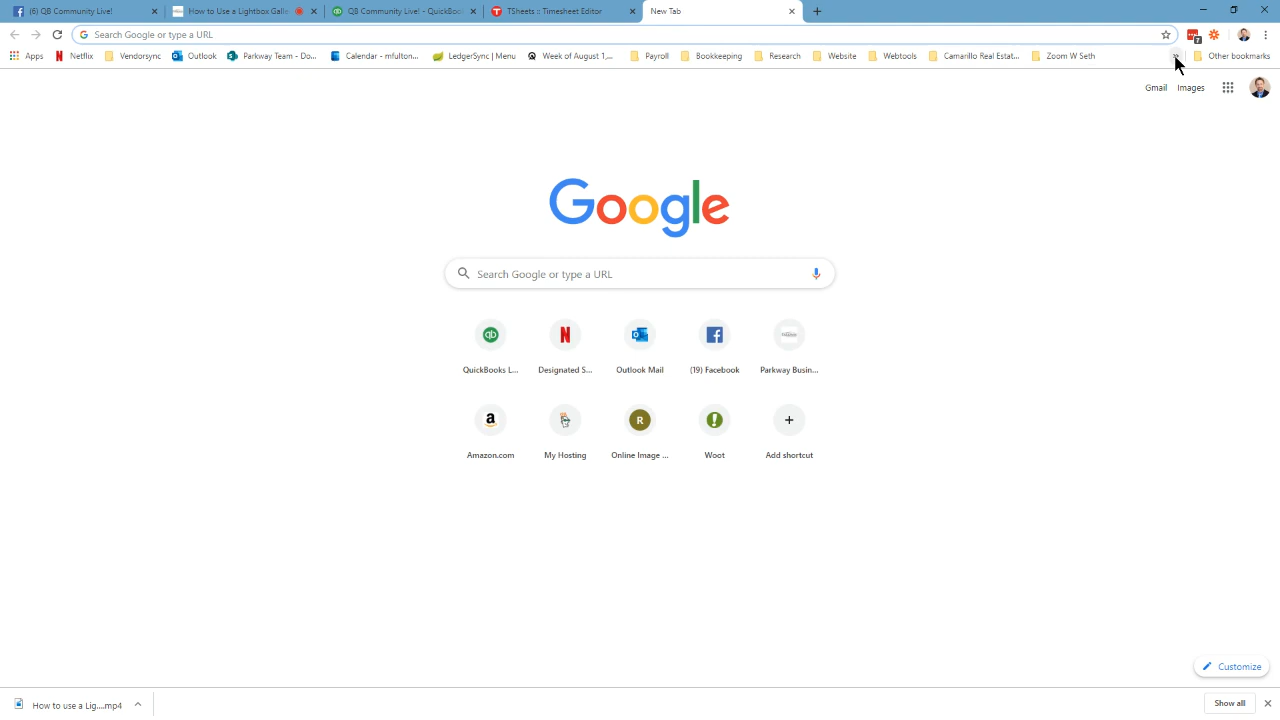 (6) QB Community Live!
How to Use a Lightbox Galle
QB Community Live! - QuickBoo
TSheets :: Timesheet Editor
New Tab
Search Google or type a URL
7
Apps
Netflix
Vendorsync
Outlook
Parkway Team - Do...
Calendar - mfulton...
LedgerSync | Menu
Week of August 1,...
Payroll
Bookkeeping
Research
Website
Webtools
Camarillo Real Estat...
Zoom W Seth
Other bookmarks
Gmail
Images
Google
Search Google or type a URL
qb
N
QuickBooks L...
Designated S...
Outlook Mail
(19) Facebook
Parkway Busin...
a
R
Amazon.com
My Hosting
Online Image ...
Woot
Add shortcut
Customize
How to use a Lig....mp4
Show all